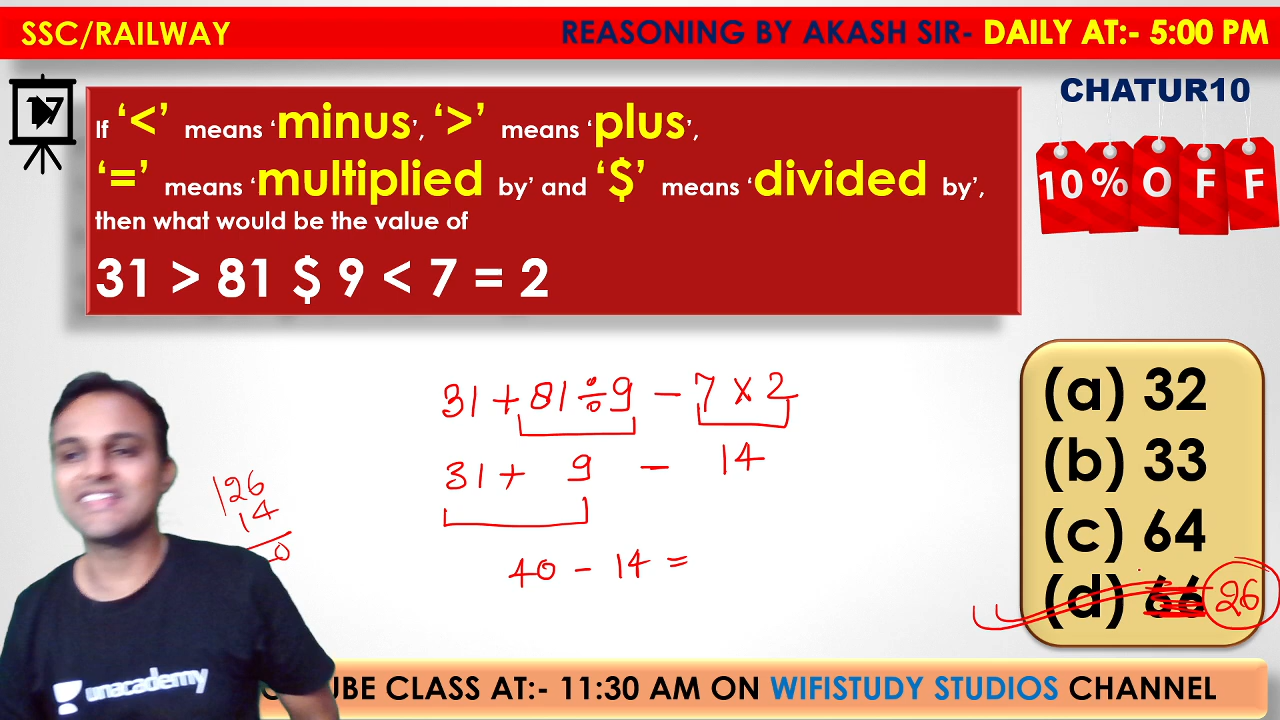 SSC/RAILWAY
REASONING BY AKASH SIR- DAILY AT:- 5:00 PM
17
CHATUR10
10% OFF
If ‘<’ means ‘minus’, ‘>’ means ‘plus’,
‘=’ means ‘multiplied by’ and ‘$’ means ‘divided by’,
then what would be the value of
31 > 81 $ 9 < 7 = 2
31 + 81 ÷ 9 − 7 × 2
31 + 9 − 14
40 − 14 =
26
14
0
(a) 32
(b) 33
(c) 64
(d) 66 26
unacademy
UBE CLASS AT:- 11:30 AM ON WIFISTUDY STUDIOS CHANNEL